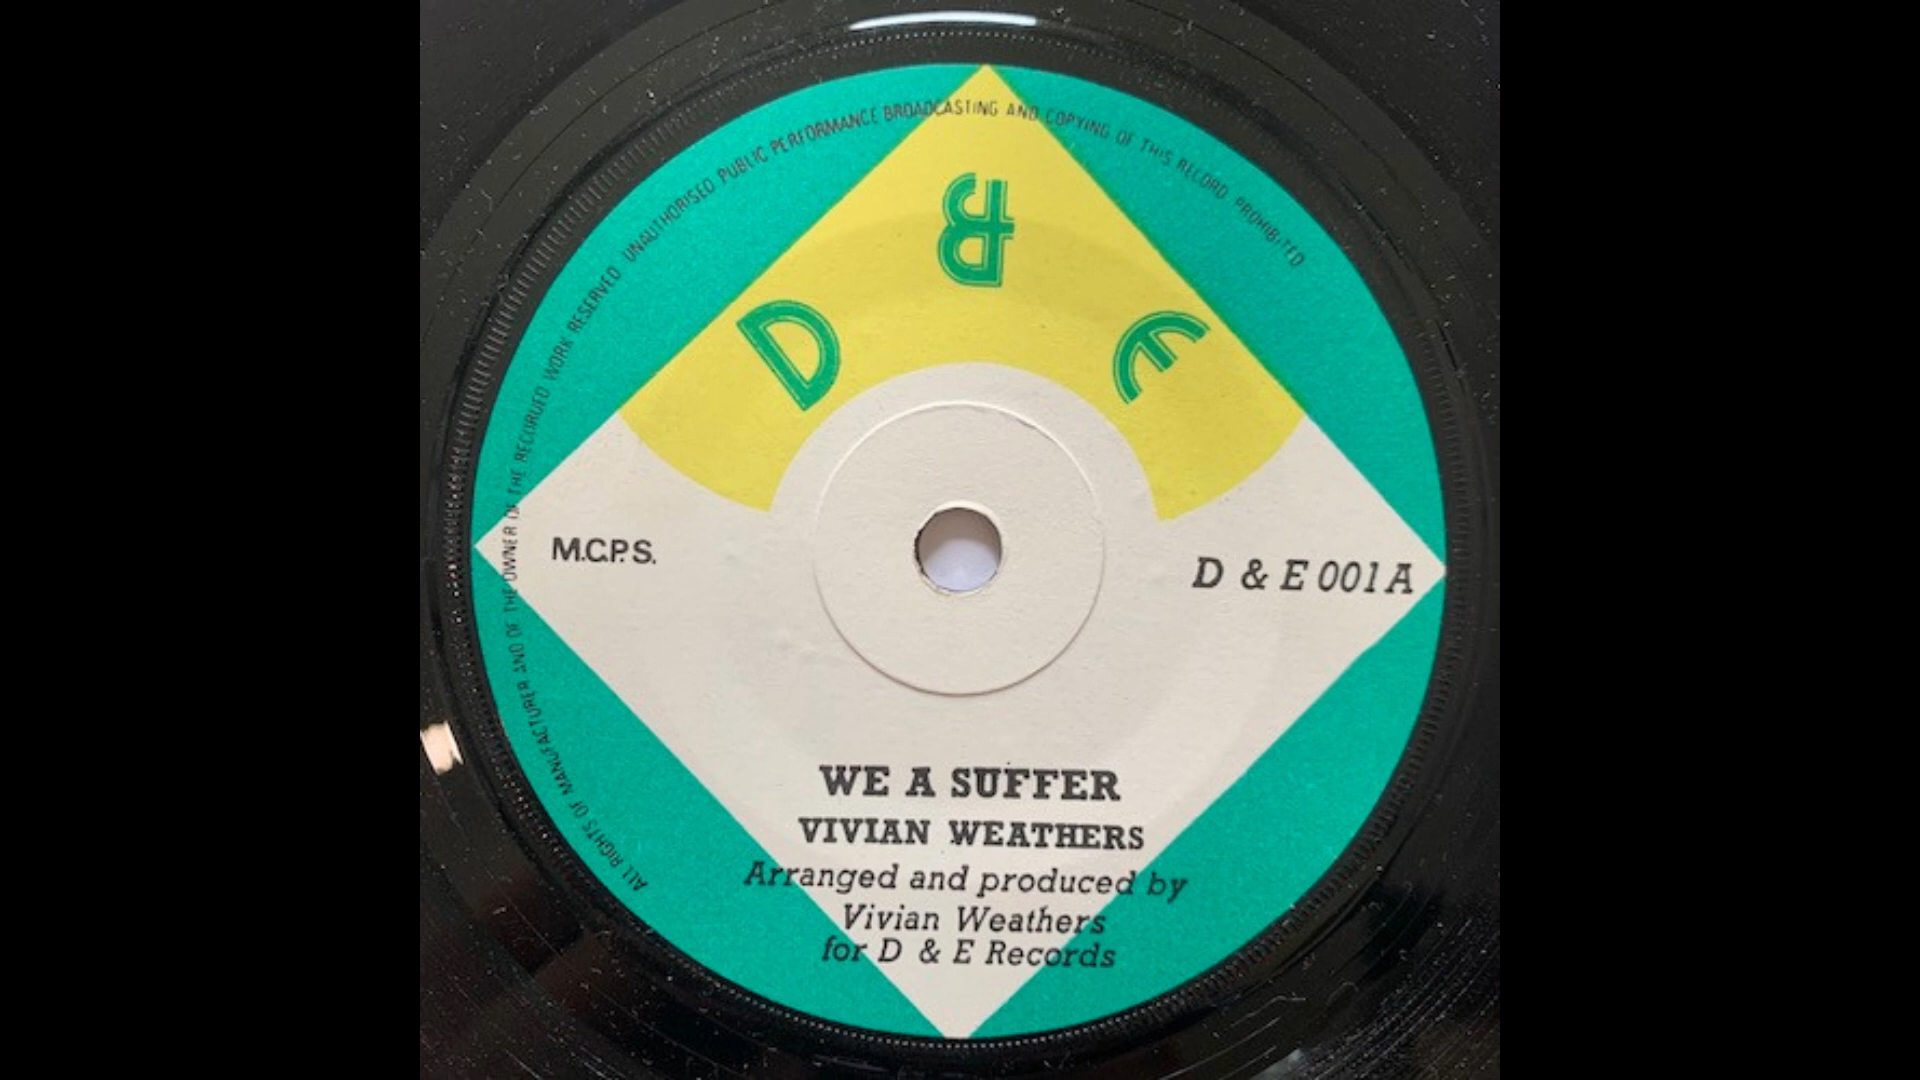 ALL RIGHTS OF MANUFACTURER AND OF THE OWNER OF THE RECORDED WORK RESERVED UNAUTHORISED PUBLIC PERFORMANCE BROADCASTING AND COPYING OF THIS RECORD PROHIBITED
D & E
M.C.P.S.
D & E 001 A
WE A SUFFER
VIVIAN WEATHERS
Arranged and produced by
Vivian Weathers
for D & E Records